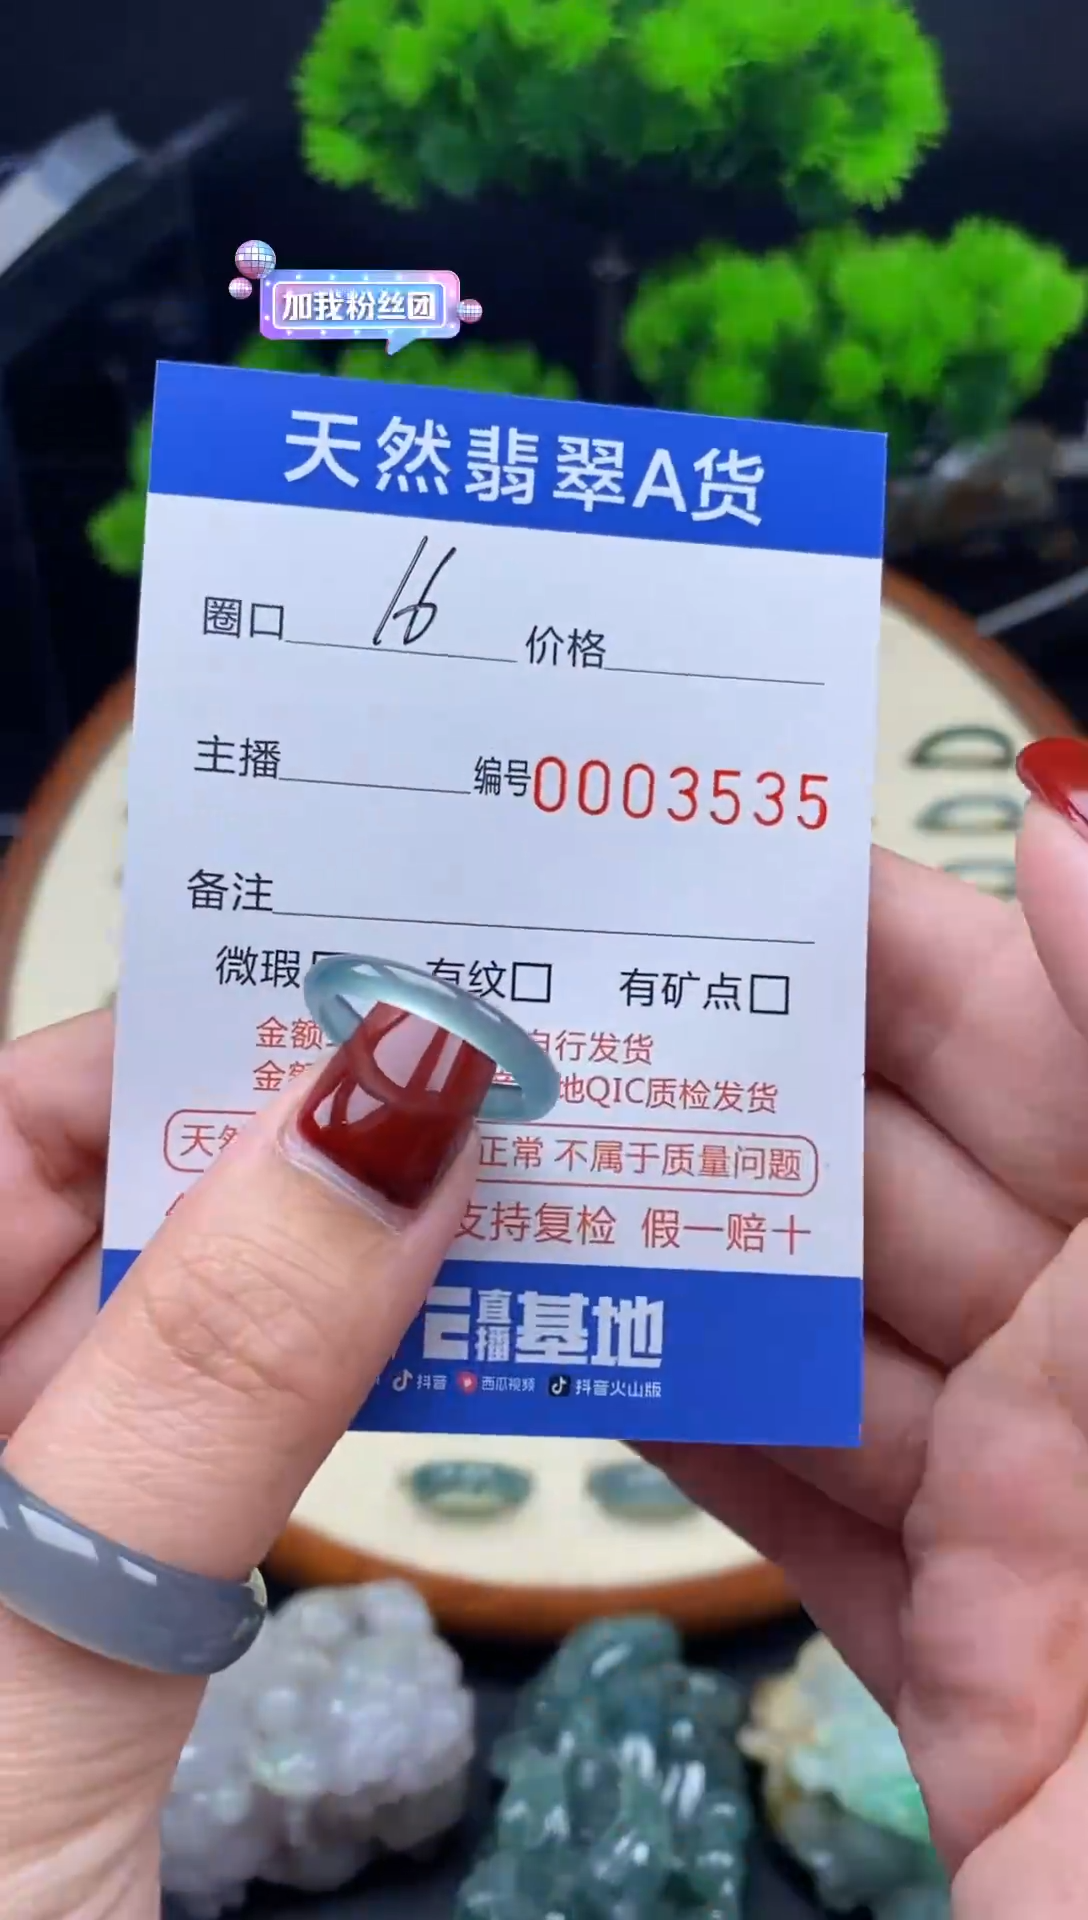 加我粉丝团
天然翡翠A货
圈口 16 价格
主播 编号0003535
备注
微瑕 有纹□ 有矿点□
金额 自行发货
金 地QIC质检发货
天然 正常 不属于质量问题
支持复检 假一赔十
直播基地
抖音 西瓜视频 抖音火山版